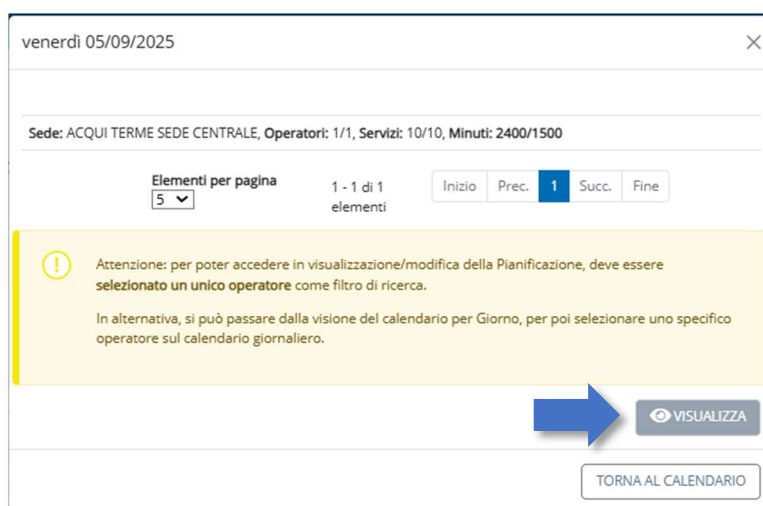 venerdì 05/09/2025
Sede: ACQUI TERME SEDE CENTRALE, Operatori: 1/1, Servizi: 10/10, Minuti: 2400/1500
Elementi per pagina
5
1 - 1 di 1
elementi
Inizio Prec. 1 Succ. Fine
Attenzione: per poter accedere in visualizzazione/modifica della Pianificazione, deve essere
selezionato un unico operatore come filtro di ricerca.
In alternativa, si può passare dalla visione del calendario per Giorno, per poi selezionare uno specifico
operatore sul calendario giornaliero.
VISUALIZZA
TORNA AL CALENDARIO